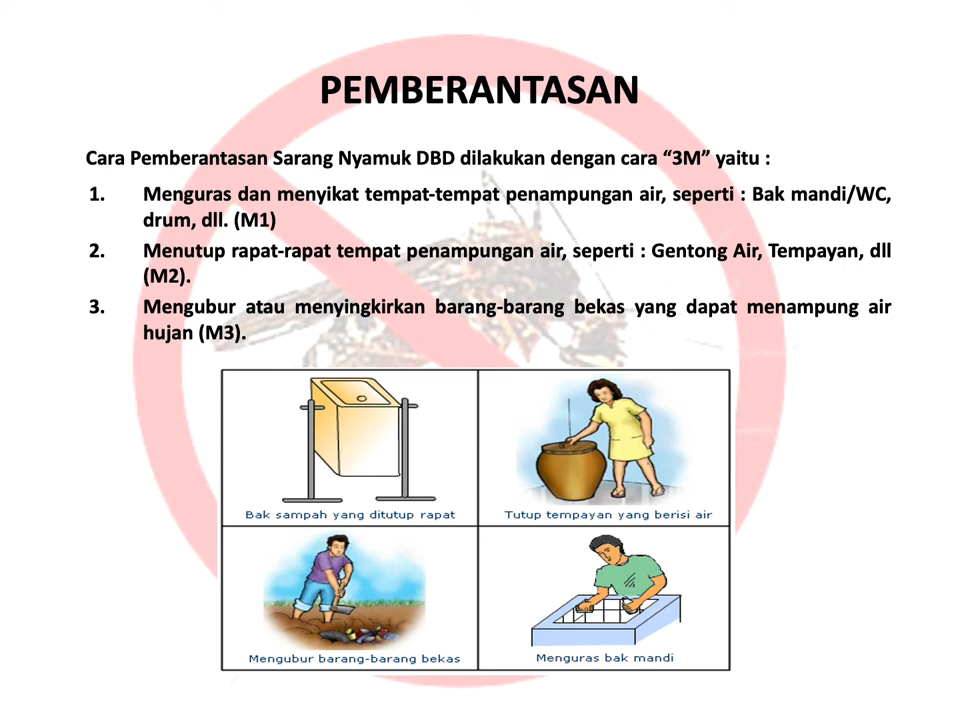 PEMBERANTASAN
Cara Pemberantasan Sarang Nyamuk DBD dilakukan dengan cara “3M” yaitu :
1. Menguras dan menyikat tempat-tempat penampungan air, seperti : Bak mandi/WC,
drum, dll. (M1)
2. Menutup rapat-rapat tempat penampungan air, seperti : Gentong Air, Tempayan, dll
(M2).
3. Mengubur atau menyingkirkan barang-barang bekas yang dapat menampung air
hujan (M3).
Bak sampah yang ditutup rapat
Tutup tempayan yang berisi air
Mengubur barang-barang bekas
Menguras bak mandi